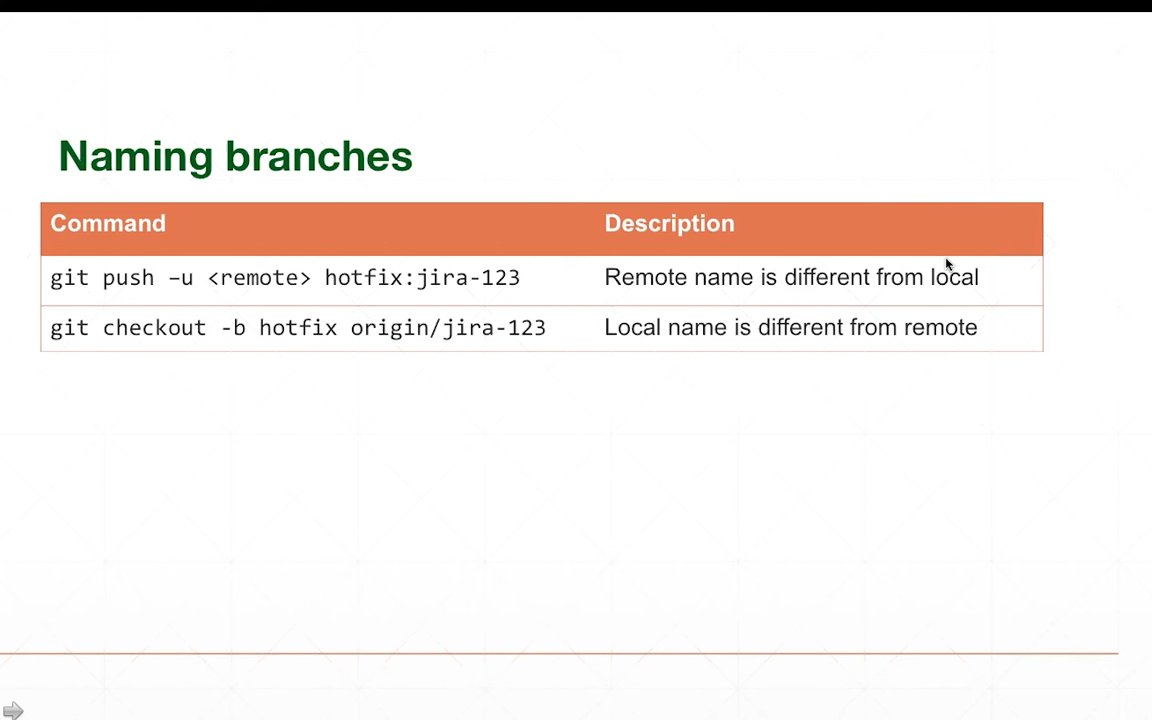 Naming branches
Command Description
git push –u <remote> hotfix:jira-123 Remote name is different from local
git checkout -b hotfix origin/jira-123 Local name is different from remote